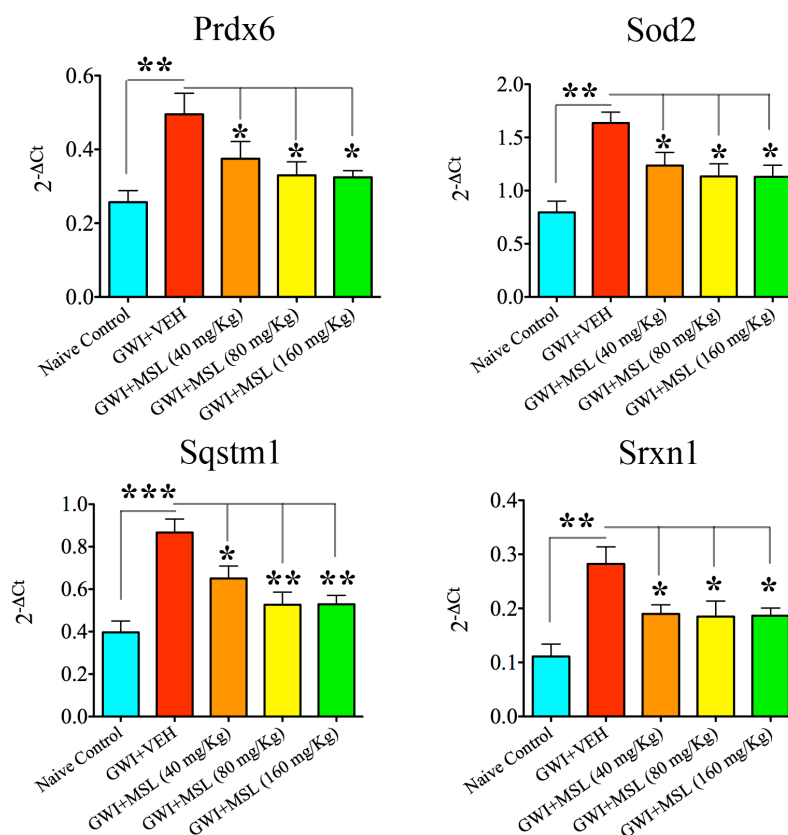 Prdx6
**
*
*
*
2-ΔCt
0.6
0.4
0.2
0.0
Naive Control
GWI+VEH
GWI+MSL (40 mg/Kg)
GWI+MSL (80 mg/Kg)
GWI+MSL (160 mg/Kg)
Sod2
**
*
*
*
2-ΔCt
2.0
1.5
1.0
0.5
0.0
Naive Control
GWI+VEH
GWI+MSL (40 mg/Kg)
GWI+MSL (80 mg/Kg)
GWI+MSL (160 mg/Kg)
Sqstm1
***
*
**
**
2-ΔCt
1.0
0.8
0.6
0.4
0.2
0.0
Naive Control
GWI+VEH
GWI+MSL (40 mg/Kg)
GWI+MSL (80 mg/Kg)
GWI+MSL (160 mg/Kg)
Srxn1
**
*
*
*
2-ΔCt
0.4
0.3
0.2
0.1
0.0
Naive Control
GWI+VEH
GWI+MSL (40 mg/Kg)
GWI+MSL (80 mg/Kg)
GWI+MSL (160 mg/Kg)